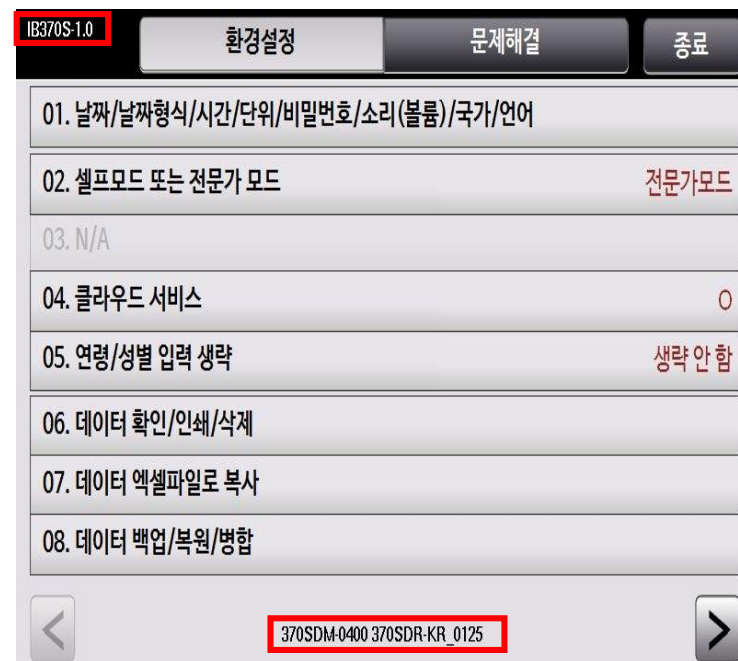 IB370S-1.0
환경설정
문제해결
종료
01. 날짜/날짜형식/시간/단위/비밀번호/소리(볼륨)/국가/언어
02. 셀프모드 또는 전문가 모드 전문가모드
03. N/A
04. 클라우드 서비스 O
05. 연령/성별 입력 생략 생략 안 함
06. 데이터 확인/인쇄/삭제
07. 데이터 엑셀파일로 복사
08. 데이터 백업/복원/병합
< 370SDM-0400 370SDR-KR_0125 >